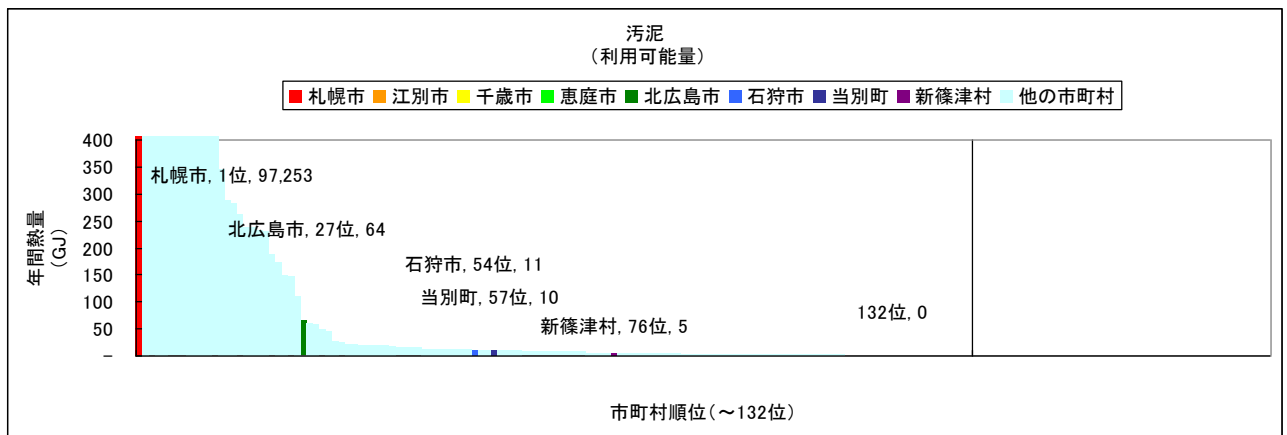 汚泥
（利用可能量）
札幌市 江別市 千歳市 恵庭市 北広島市 石狩市 当別町 新篠津村 他の市町村
年間熱量
(GJ)
400
350
300
250
200
150
100
50
–
札幌市, 1位, 97,253
北広島市, 27位, 64
石狩市, 54位, 11
当別町, 57位, 10
新篠津村, 76位, 5
132位, 0
市町村順位(～132位)